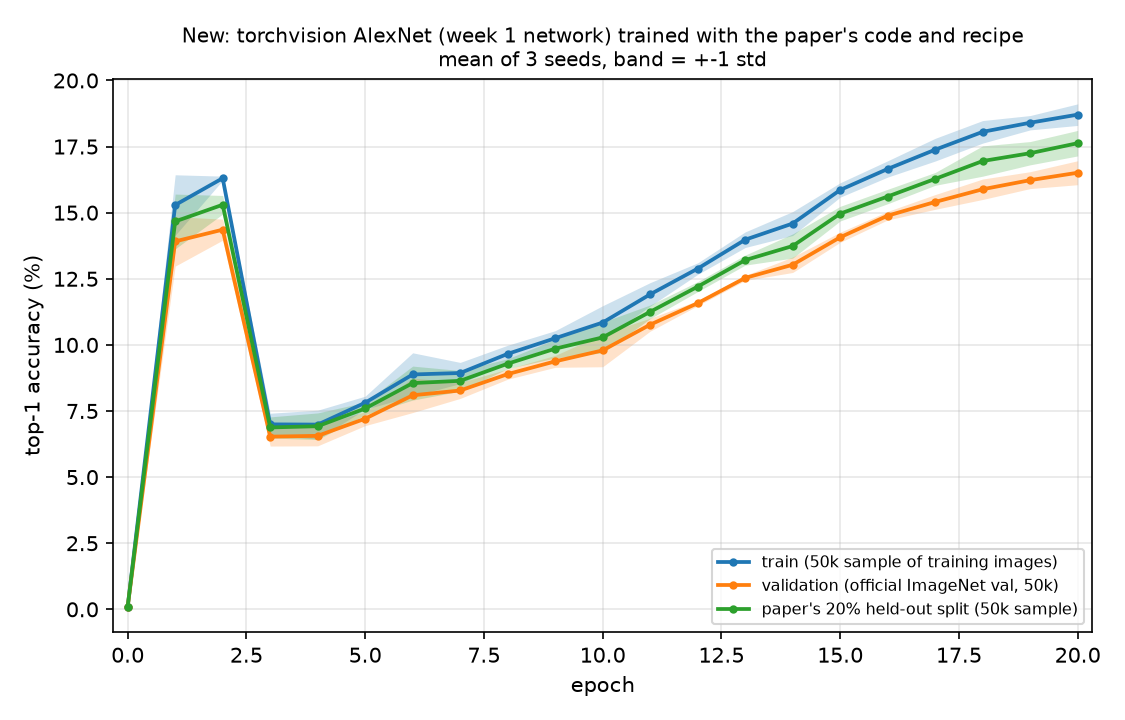 New: torchvision AlexNet (week 1 network) trained with the paper's code and recipe
mean of 3 seeds, band = +-1 std
top-1 accuracy (%)
20.0
17.5
15.0
12.5
10.0
7.5
5.0
2.5
0.0
train (50k sample of training images)
validation (official ImageNet val, 50k)
paper's 20% held-out split (50k sample)
0.0 2.5 5.0 7.5 10.0 12.5 15.0 17.5 20.0
epoch